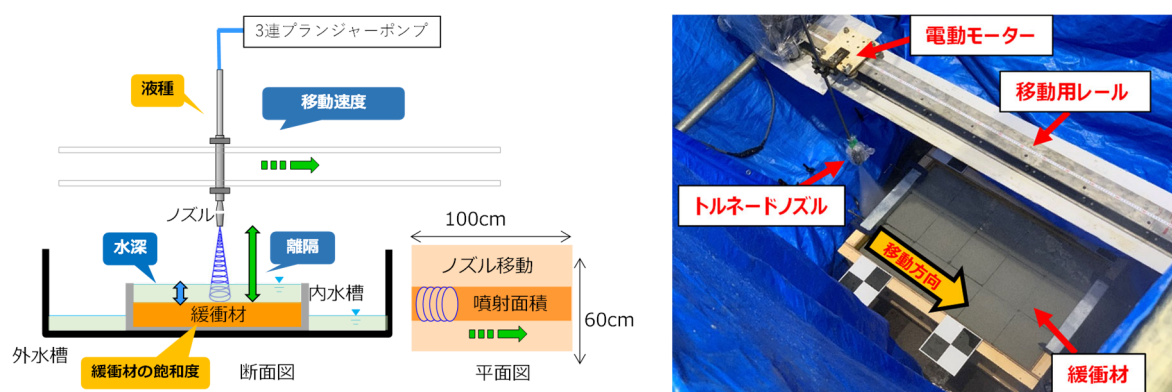 3連プランジャーポンプ
液種
移動速度
ノズル
水深
離隔
内水槽
緩衝材
外水槽
緩衝材の飽和度
断面図
100cm
ノズル移動
噴射面積
60cm
平面図
電動モーター
移動用レール
トルネードノズル
移動方向
緩衝材